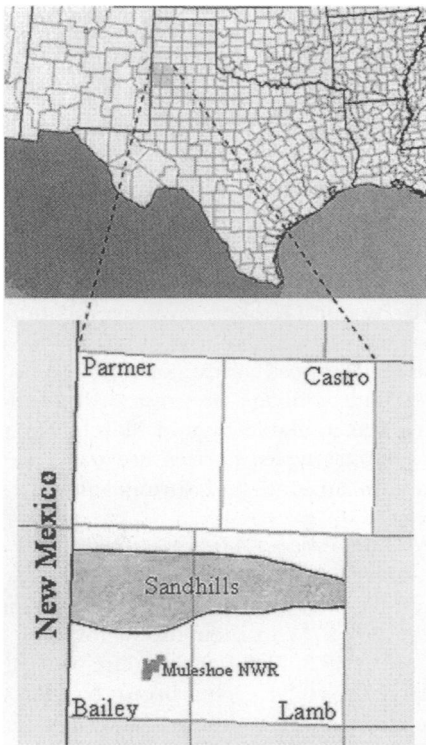 Parmer
Castro
New Mexico
Sandhills
Muleshoe NWR
Bailey
Lamb